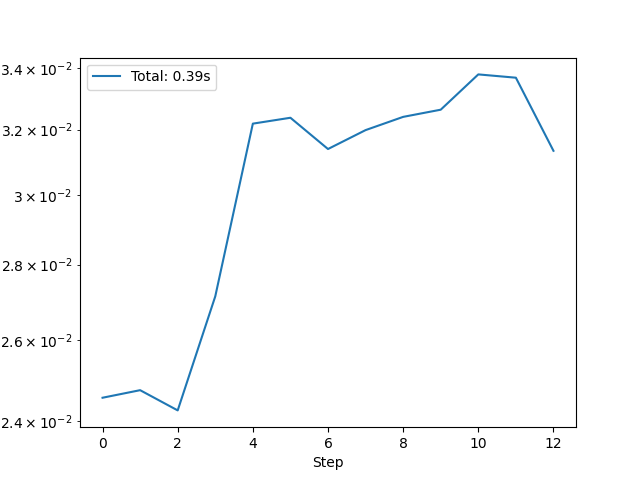 Total: 0.39s
3.4 × 10⁻²
3.2 × 10⁻²
3 × 10⁻²
2.8 × 10⁻²
2.6 × 10⁻²
2.4 × 10⁻²
0 2 4 6 8 10 12
Step